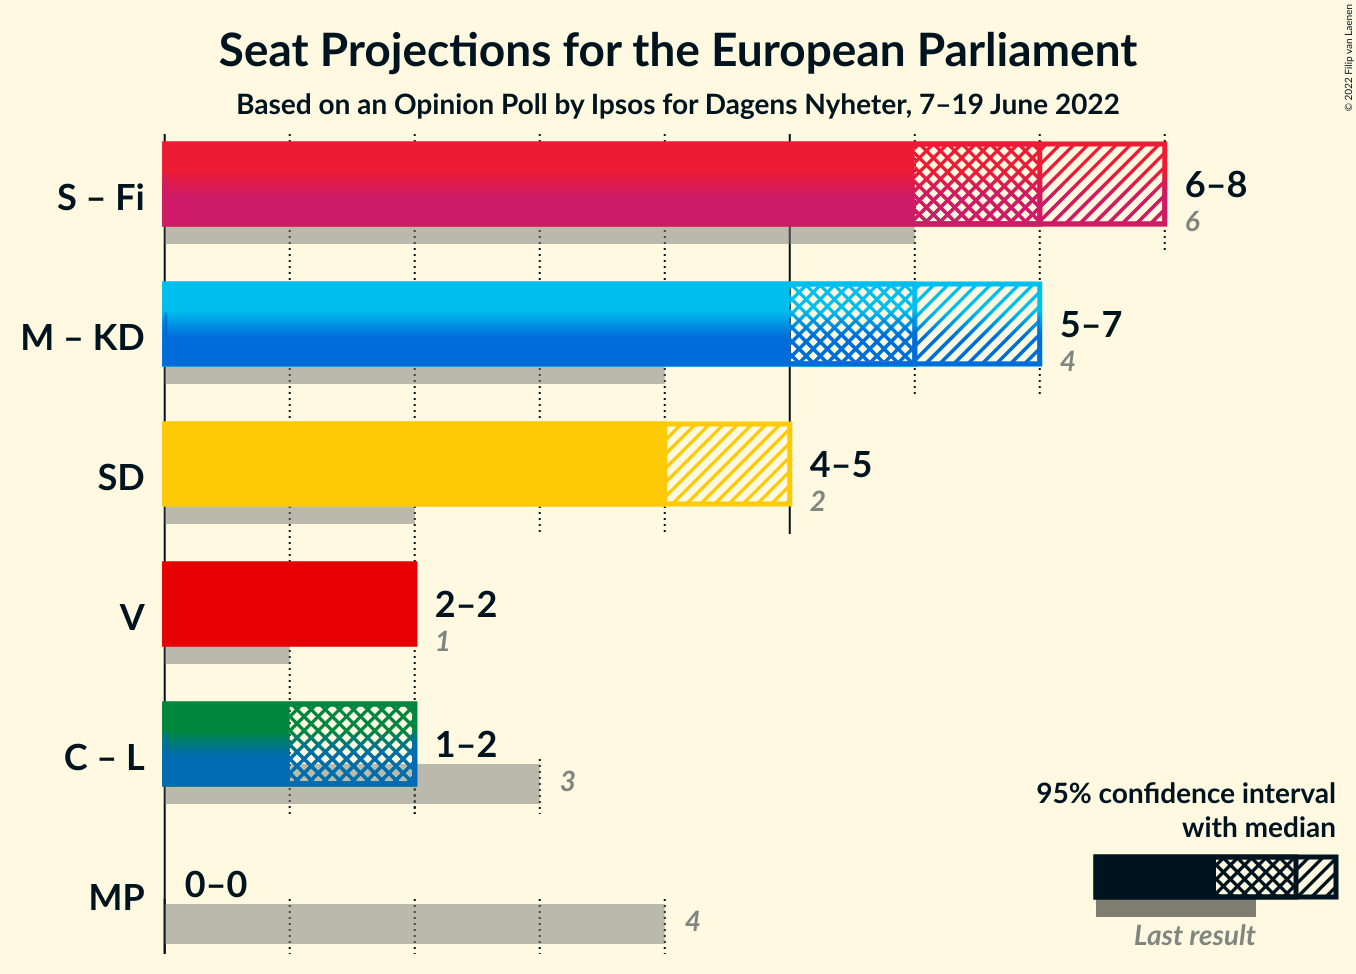 Seat Projections for the European Parliament
Based on an Opinion Poll by Ipsos for Dagens Nyheter, 7–19 June 2022
© 2022 Filip van Laenen
S – Fi
6–8
6
M – KD
5–7
4
SD
4–5
2
V
2–2
1
C – L
1–2
3
MP
0–0
4
95% confidence interval
with median
Last result